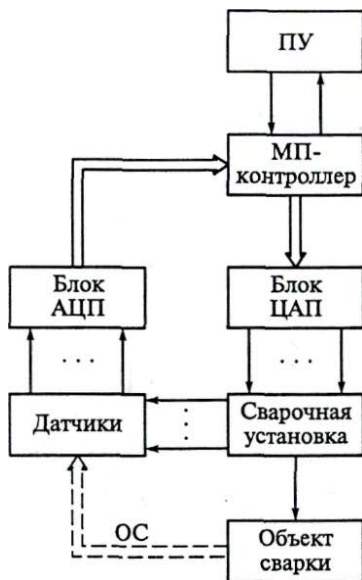 ПУ
МП-
контроллер
Блок
АЦП
Блок
ЦАП
. . .
. . .
Датчики
. . .
Сварочная
установка
ОС
Объект
сварки